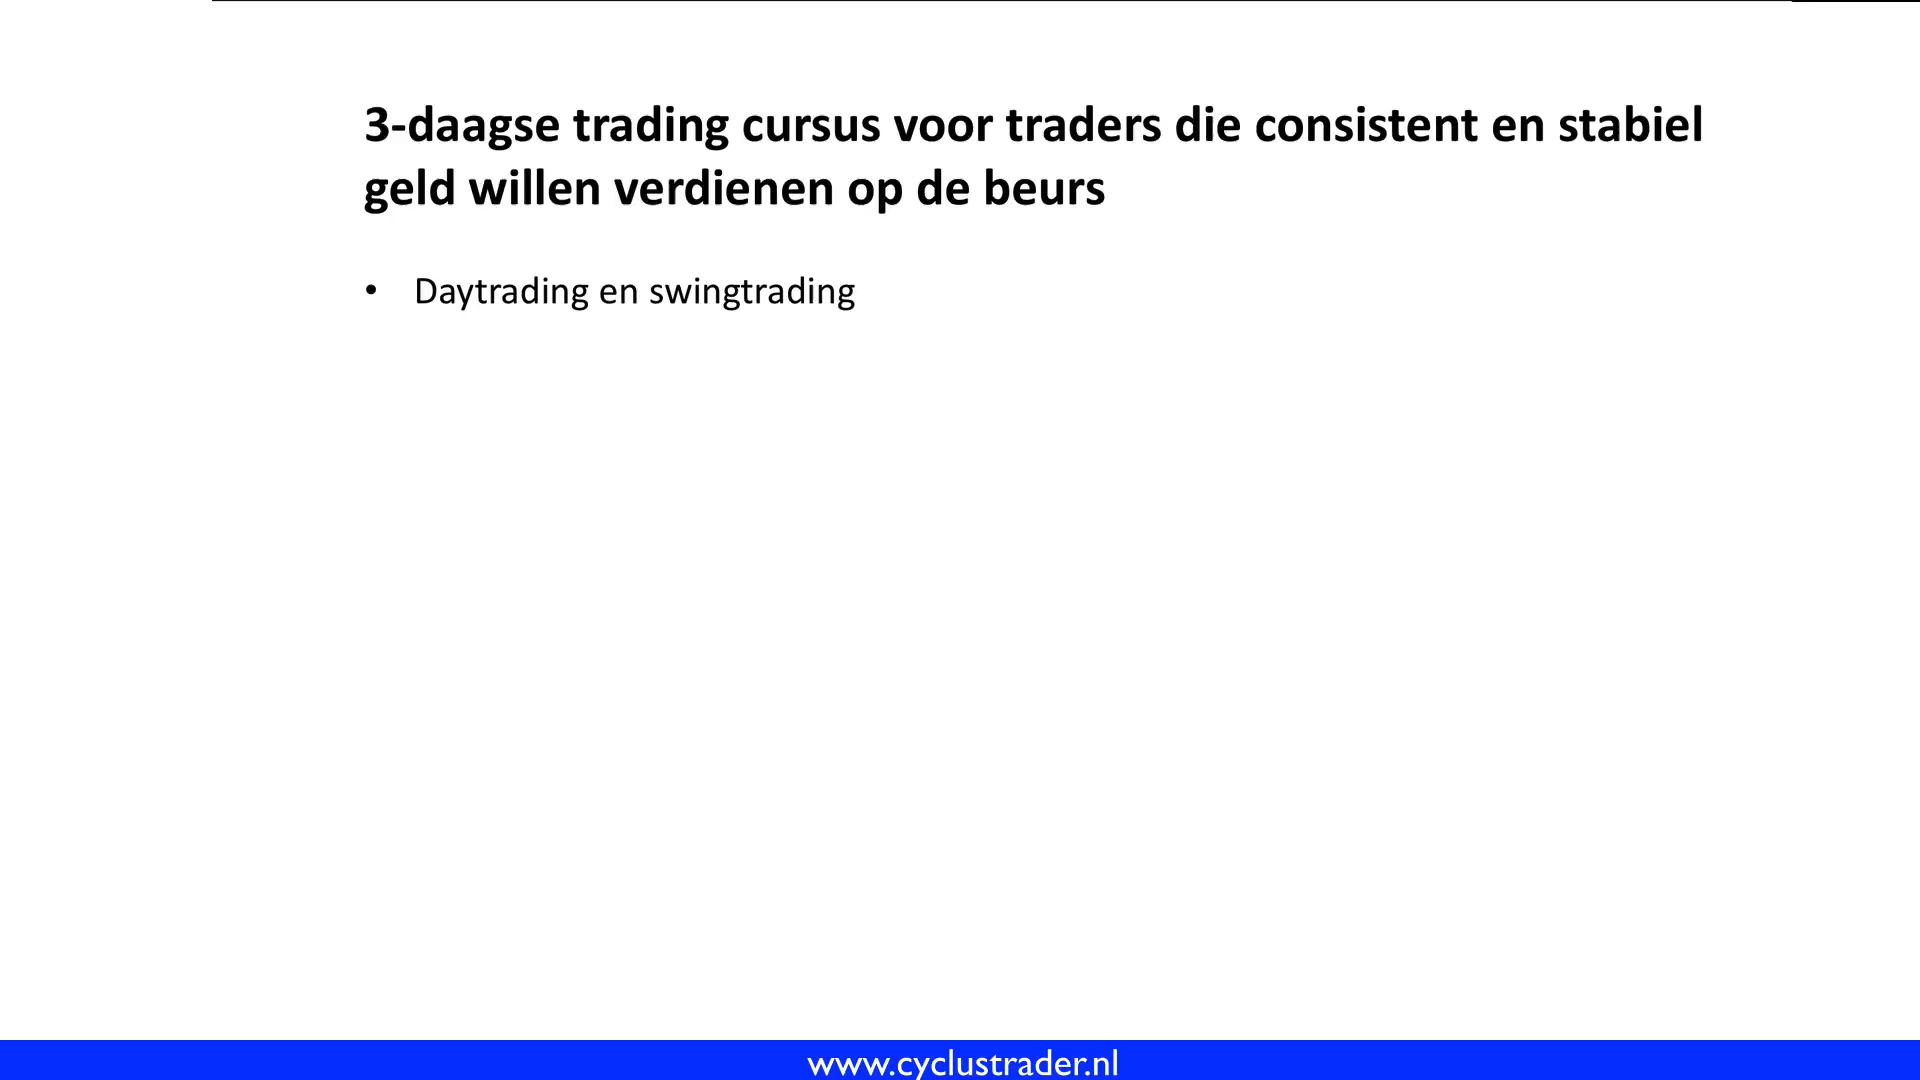 3-daagse trading cursus voor traders die consistent en stabiel
geld willen verdienen op de beurs
• Daytrading en swingtrading
www.cyclustrader.nl